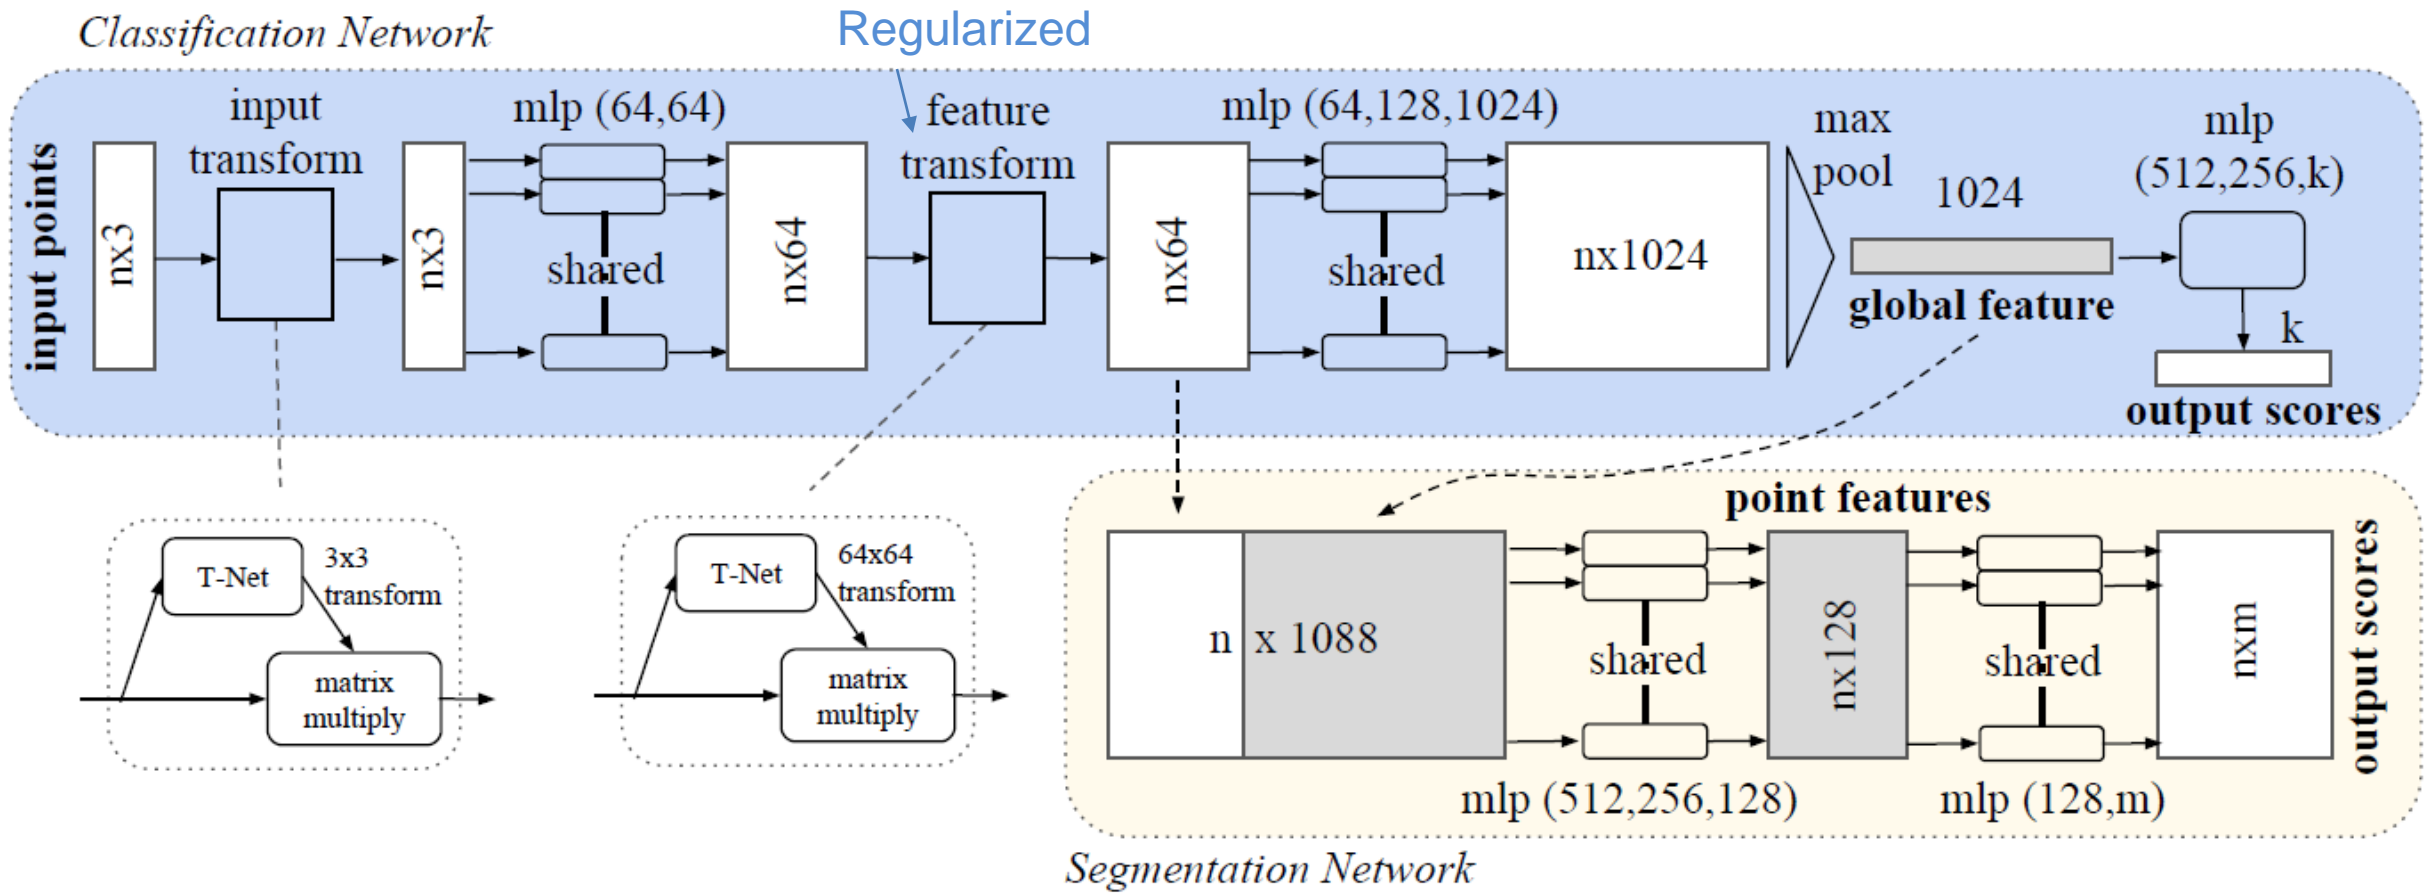 Classification Network
Regularized
input points
nx3
input
transform
nx3
mlp (64,64)
shared
nx64
feature
transform
nx64
mlp (64,128,1024)
shared
nx1024
max
pool
1024
global feature
mlp
(512,256,k)
k
output scores
T-Net
3x3
transform
matrix
multiply
T-Net
64x64
transform
matrix
multiply
point features
n x 1088
shared
mlp (512,256,128)
nx128
shared
mlp (128,m)
nxm
output scores
Segmentation Network